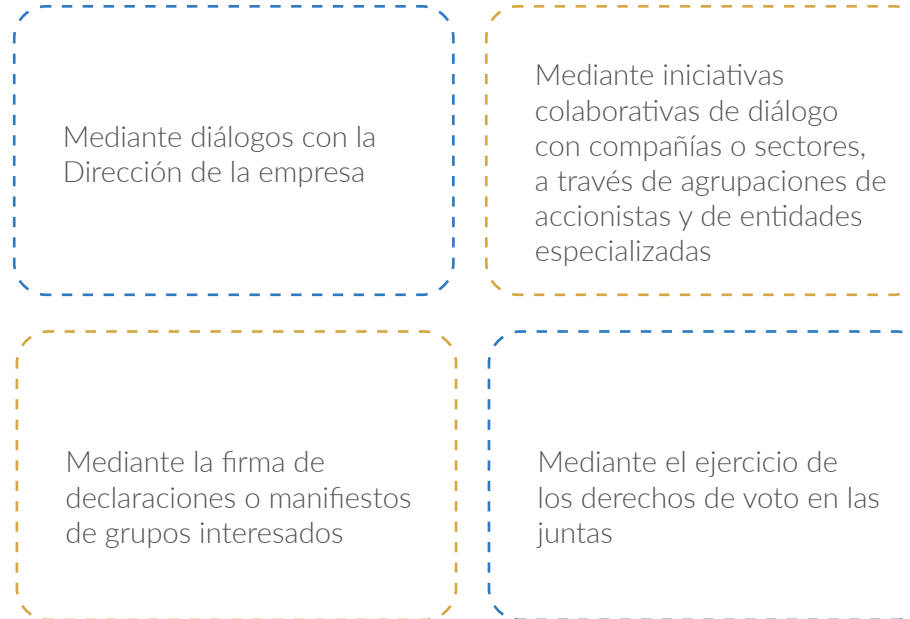 Mediante diálogos con la
Dirección de la empresa
Mediante iniciativas
colaborativas de diálogo
con compañías o sectores,
a través de agrupaciones de
accionistas y de entidades
especializadas
Mediante la firma de
declaraciones o manifiestos
de grupos interesados
Mediante el ejercicio de
los derechos de voto en las
juntas